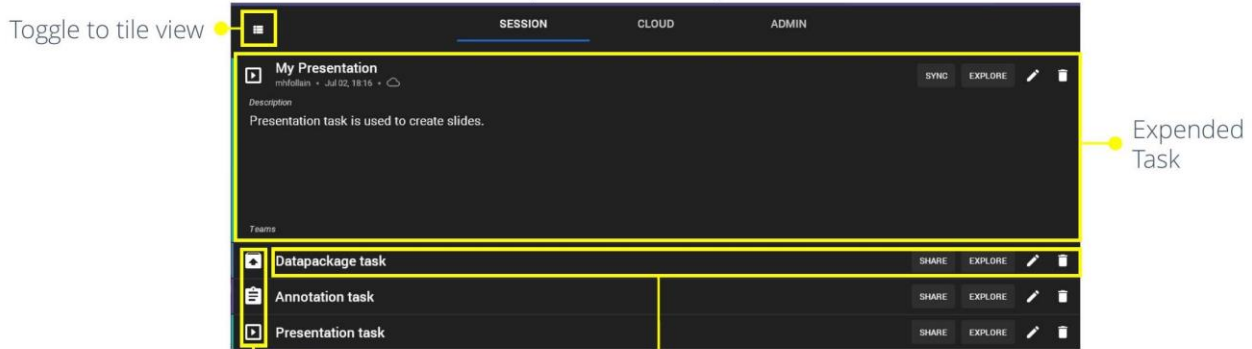 Toggle to tile view
SESSION CLOUD ADMIN
My Presentation
mhfollain • Jul 02, 18:16 •
SYNC EXPLORE
Description
Presentation task is used to create slides.
Expended
Task
Teams
Datapackage task SHARE EXPLORE
Annotation task SHARE EXPLORE
Presentation task SHARE EXPLORE